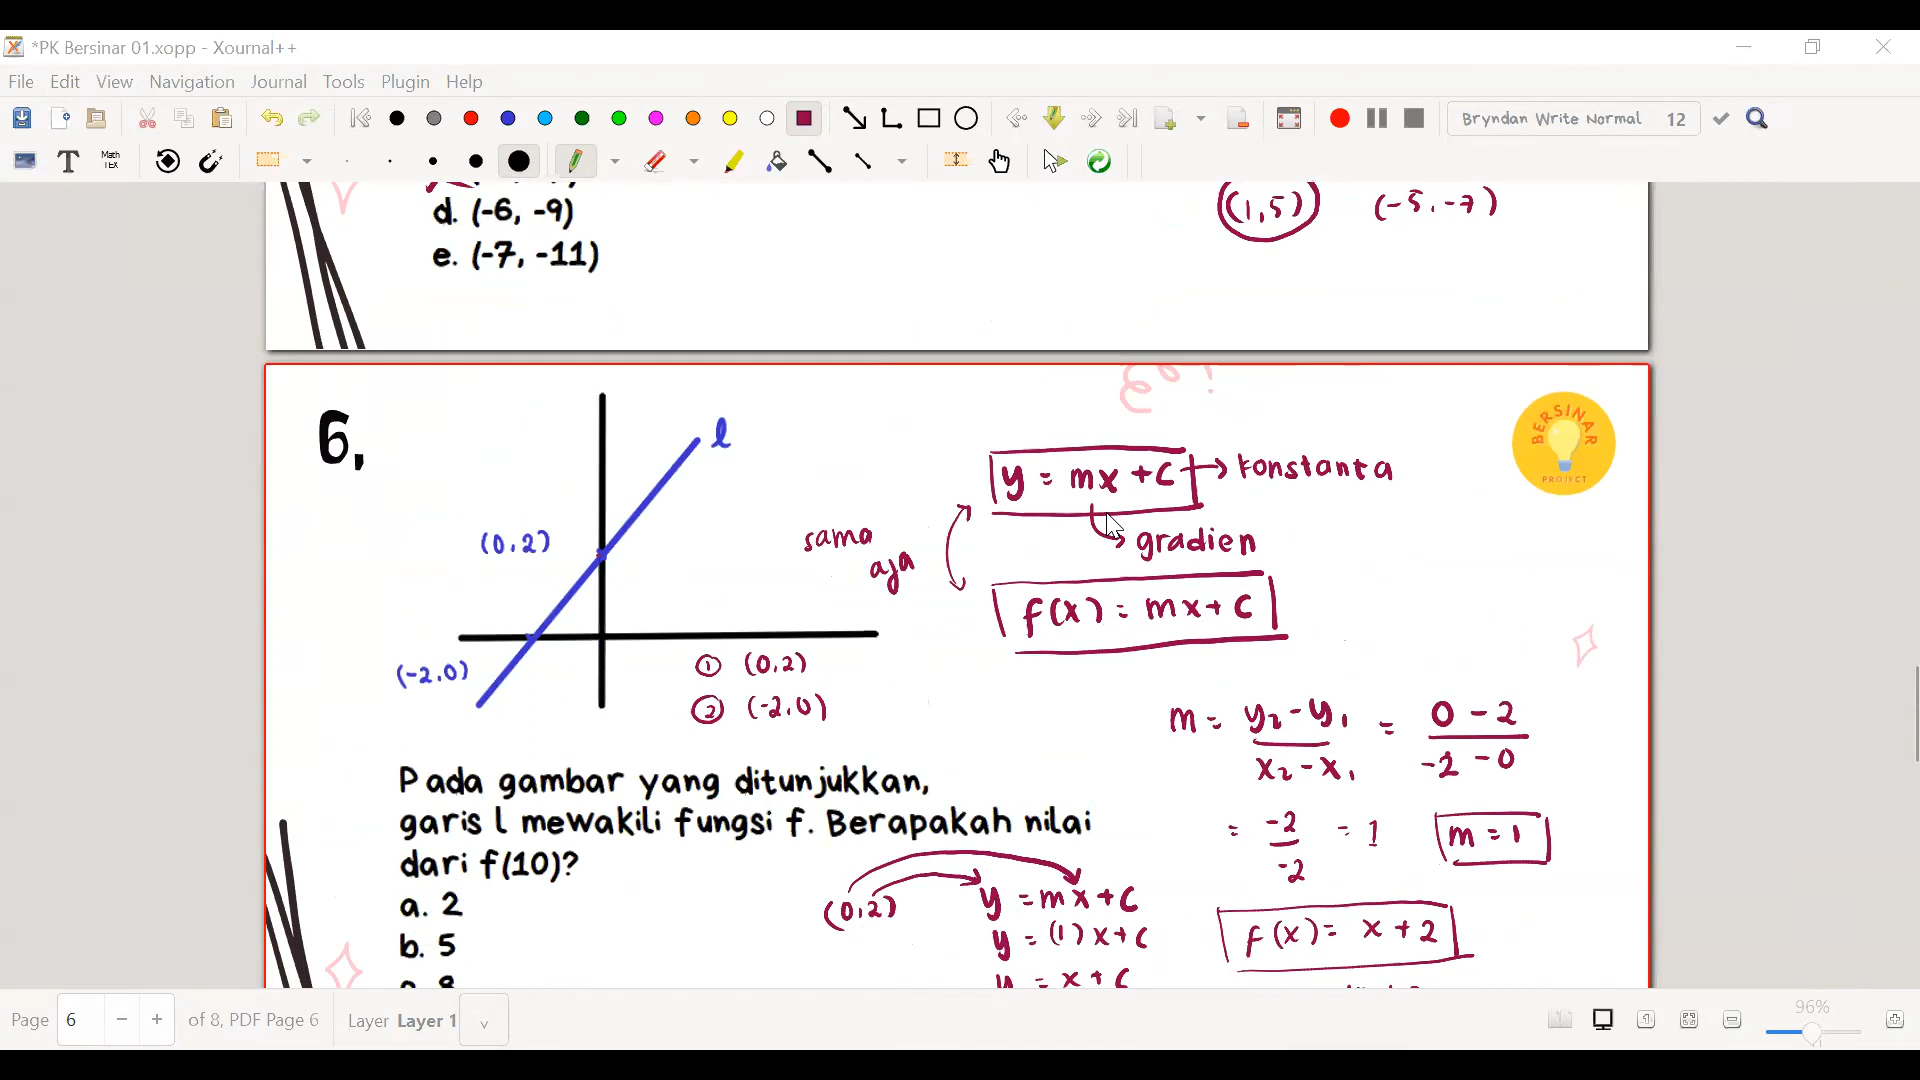 *PK Bersinar 01.xopp - Xournal++
File Edit View Navigation Journal Tools Plugin Help
Bryndan Write Normal 12
T Math TEX
d. (-6, -9)
e. (-7, -11)
(1,5) (-5,-7)
6,
l
(0,2)
(-2,0)
① (0,2)
② (-2,0)
sama
aja
y = mx + c → konstanta
gradien
f(x) = mx + c
BERSINAR
PROJECT
m = y₂ - y₁ / x₂ - x₁ = 0 - 2 / -2 - 0
= -2 / -2 = 1 m = 1
Pada gambar yang ditunjukkan,
garis l mewakili fungsi f. Berapakah nilai
dari f(10)?
a. 2
b. 5
(0,2) y = mx + c
y = (1) x + c
y = x + c
f(x) = x + 2
Page 6 of 8, PDF Page 6 Layer Layer 1
96%